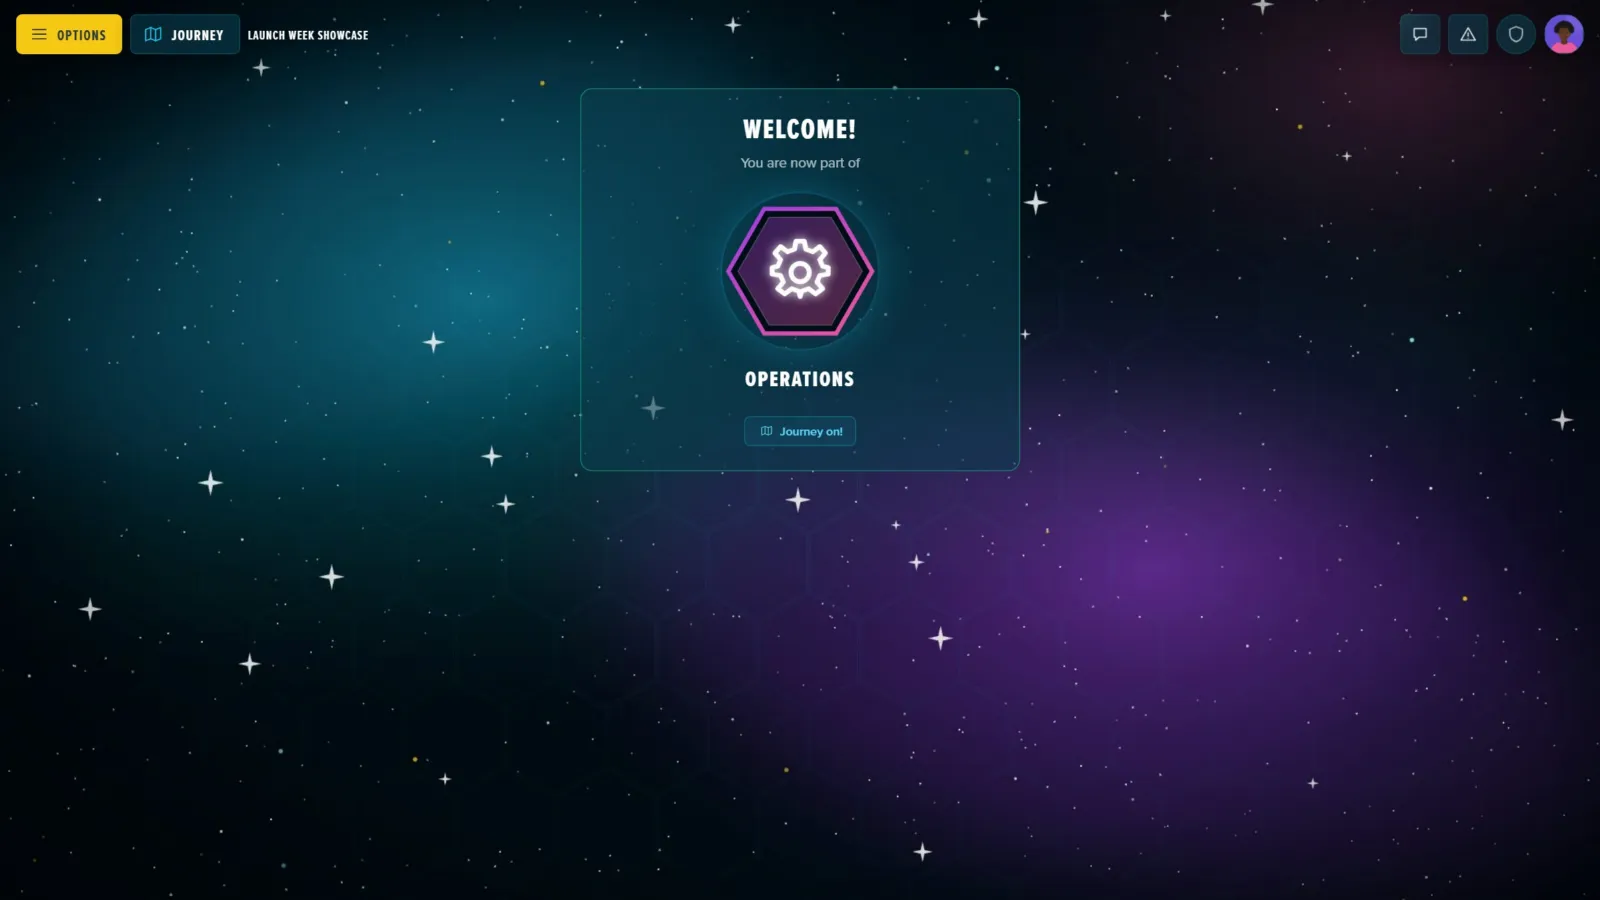 OPTIONS
JOURNEY
LAUNCH WEEK SHOWCASE
WELCOME!
You are now part of
OPERATIONS
Journey on!